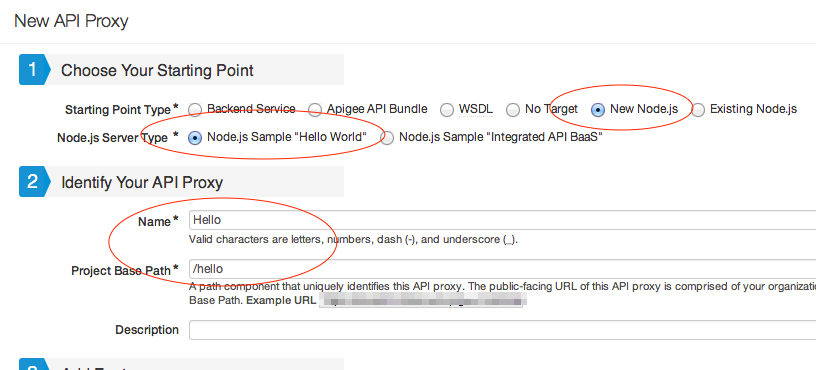 New API Proxy
1 Choose Your Starting Point
Starting Point Type * Backend Service Apigee API Bundle WSDL No Target New Node.js Existing Node.js
Node.js Server Type * Node.js Sample "Hello World" Node.js Sample "Integrated API BaaS"
2 Identify Your API Proxy
Name * Hello
Valid characters are letters, numbers, dash (-), and underscore (_).
Project Base Path * /hello
A path component that uniquely identifies this API proxy. The public-facing URL of this API proxy is comprised of your organizatio
Base Path. Example URL
Description